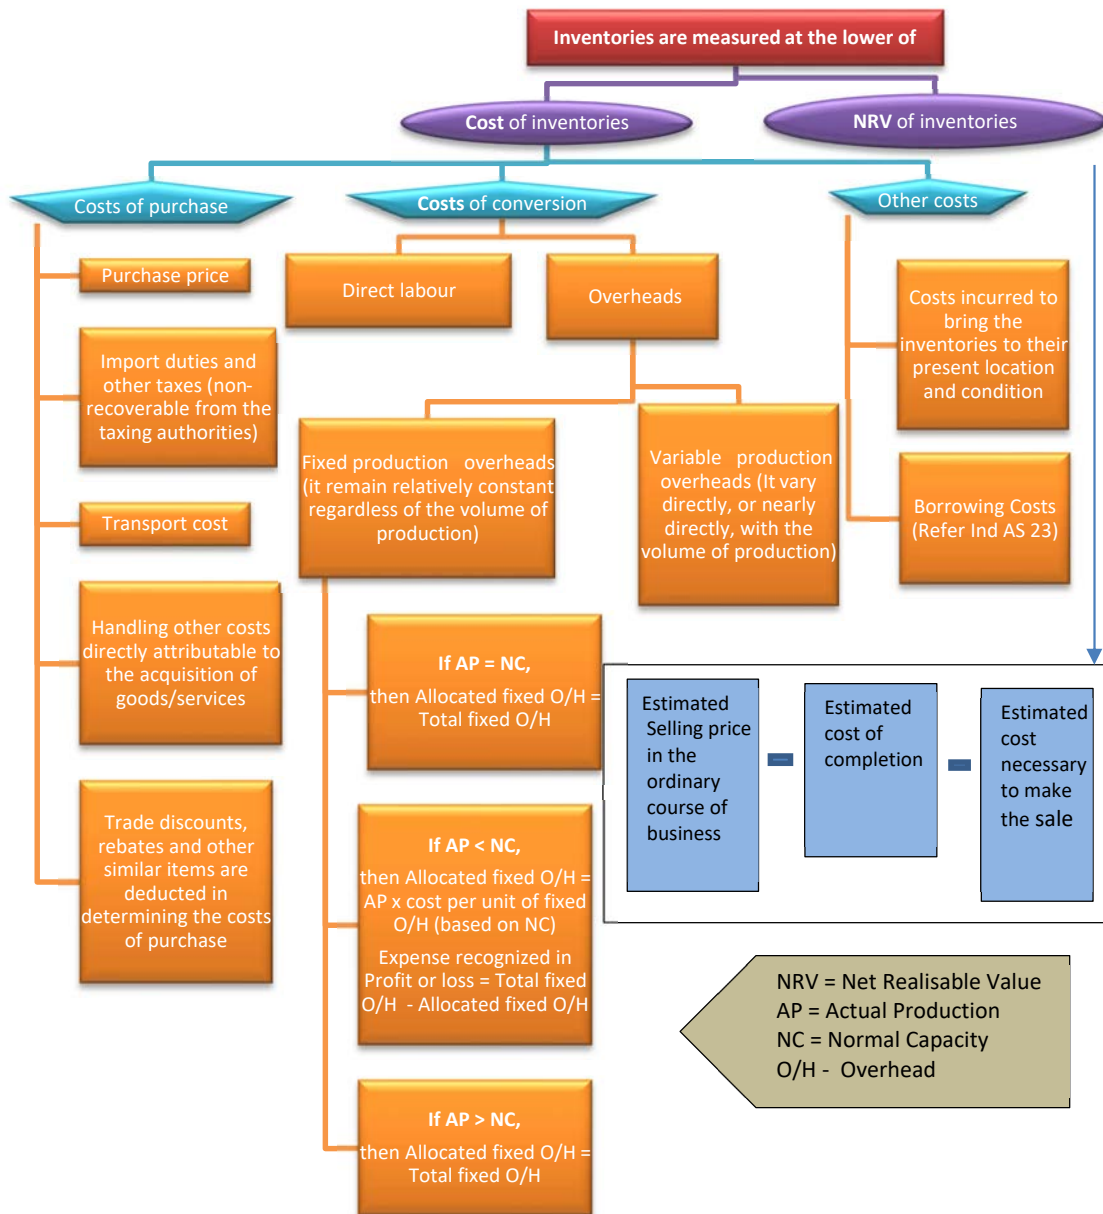 Inventories are measured at the lower of
Cost of inventories
NRV of inventories
Costs of purchase
Costs of conversion
Other costs
Purchase price
Import duties and
other taxes (non-
recoverable from the
taxing authorities)
Transport cost
Handling other costs
directly attributable to
the acquisition of
goods/services
Trade discounts,
rebates and other
similar items are
deducted in
determining the costs
of purchase
Direct labour
Overheads
Fixed production overheads
(it remain relatively constant
regardless of the volume of
production)
Variable production
overheads (It vary
directly, or nearly
directly, with the
volume of production)
If AP = NC,
then Allocated fixed O/H =
Total fixed O/H
If AP < NC,
then Allocated fixed O/H =
AP x cost per unit of fixed
O/H (based on NC)
Expense recognized in
Profit or loss = Total fixed
O/H - Allocated fixed O/H
If AP > NC,
then Allocated fixed O/H =
Total fixed O/H
Costs incurred to
bring the
inventories to their
present location
and condition
Borrowing Costs
(Refer Ind AS 23)
Estimated
Selling price
in the
ordinary
course of
business
Estimated
cost of
completion
Estimated
cost
necessary
to make
the sale
NRV = Net Realisable Value
AP = Actual Production
NC = Normal Capacity
O/H - Overhead